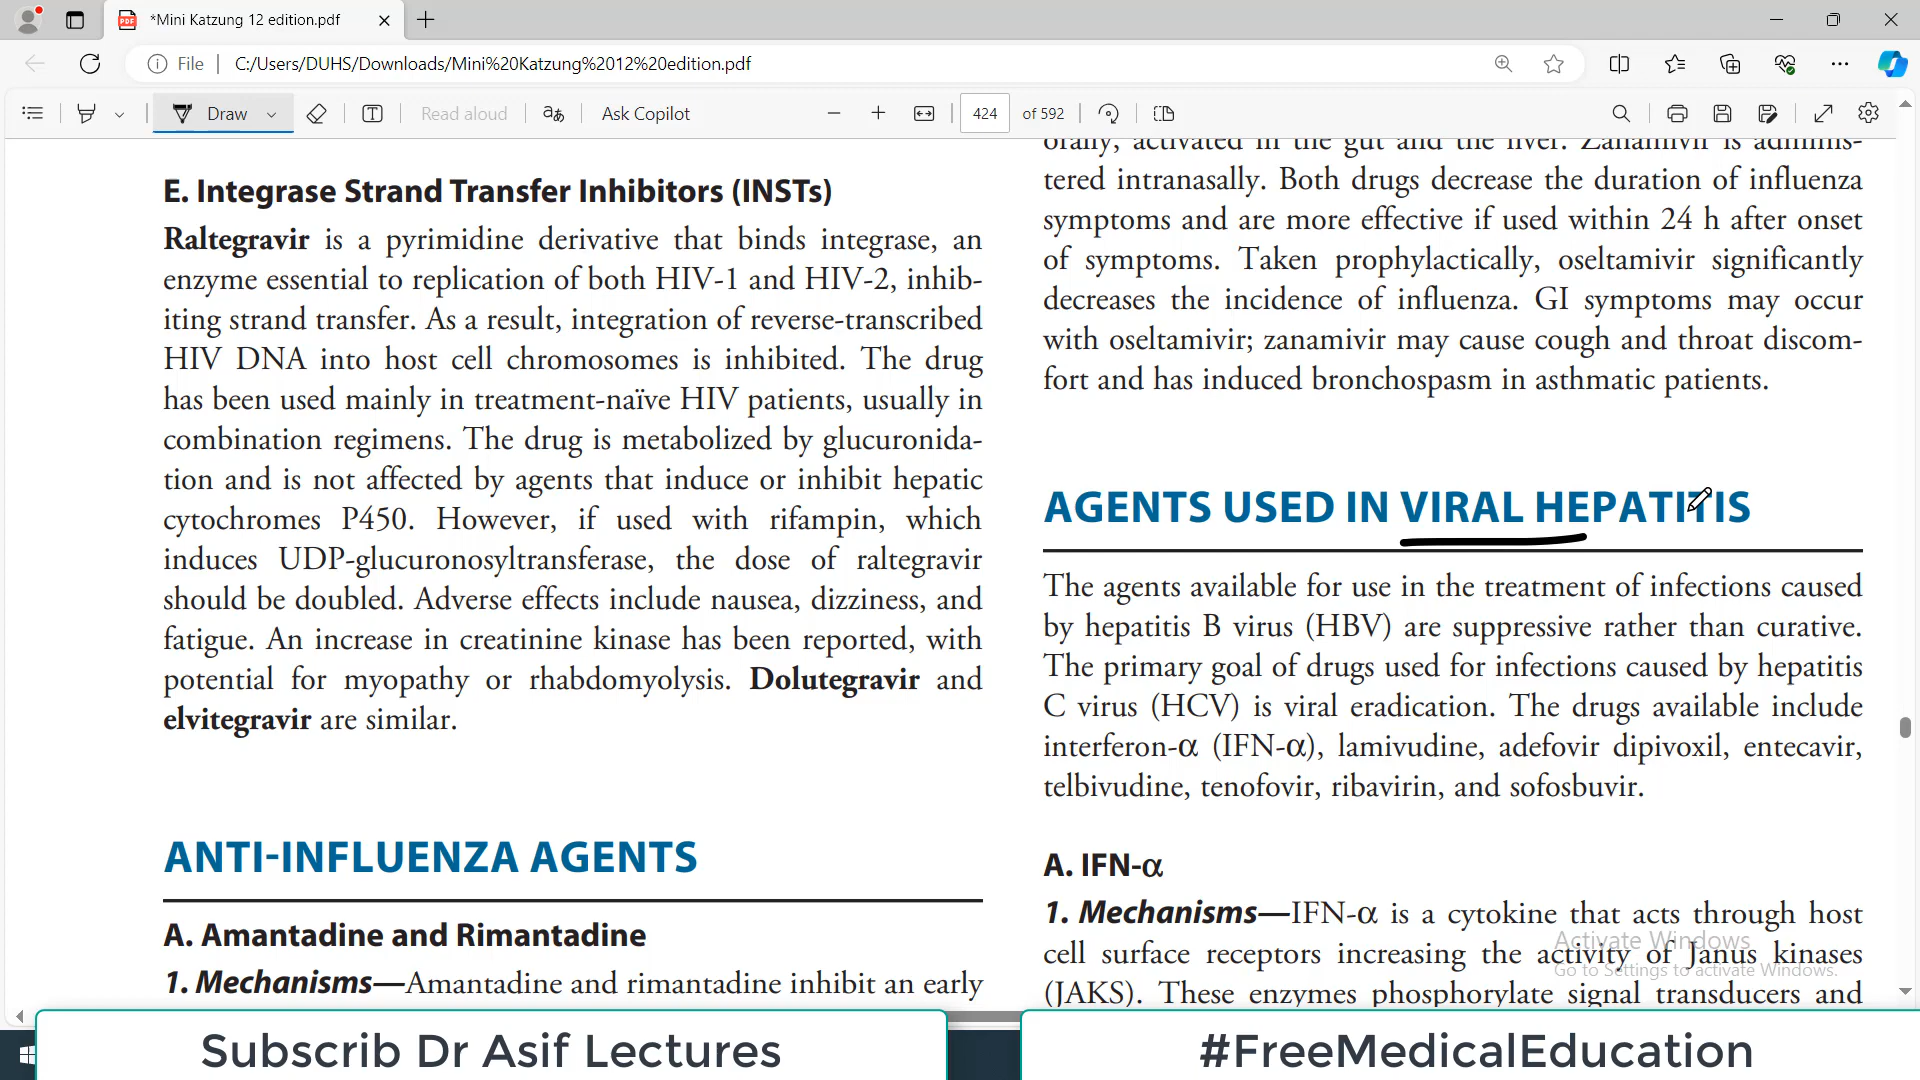 *Mini Katzung 12 edition.pdf
File
C:/Users/DUHS/Downloads/Mini%20Katzung%2012%20edition.pdf
Draw
Read aloud
Ask Copilot
424 of 592
E. Integrase Strand Transfer Inhibitors (INSTs)
Raltegravir is a pyrimidine derivative that binds integrase, an
enzyme essential to replication of both HIV-1 and HIV-2, inhib-
iting strand transfer. As a result, integration of reverse-transcribed
HIV DNA into host cell chromosomes is inhibited. The drug
has been used mainly in treatment-naïve HIV patients, usually in
combination regimens. The drug is metabolized by glucuronida-
tion and is not affected by agents that induce or inhibit hepatic
cytochromes P450. However, if used with rifampin, which
induces UDP-glucuronosyltransferase, the dose of raltegravir
should be doubled. Adverse effects include nausea, dizziness, and
fatigue. An increase in creatinine kinase has been reported, with
potential for myopathy or rhabdomyolysis. Dolutegravir and
elvitegravir are similar.
ANTI-INFLUENZA AGENTS
A. Amantadine and Rimantadine
1. Mechanisms—Amantadine and rimantadine inhibit an early
orally, activated in the gut and the liver. Zanamivir is adminis-
tered intranasally. Both drugs decrease the duration of influenza
symptoms and are more effective if used within 24 h after onset
of symptoms. Taken prophylactically, oseltamivir significantly
decreases the incidence of influenza. GI symptoms may occur
with oseltamivir; zanamivir may cause cough and throat discom-
fort and has induced bronchospasm in asthmatic patients.
AGENTS USED IN VIRAL HEPATITIS
The agents available for use in the treatment of infections caused
by hepatitis B virus (HBV) are suppressive rather than curative.
The primary goal of drugs used for infections caused by hepatitis
C virus (HCV) is viral eradication. The drugs available include
interferon-α (IFN-α), lamivudine, adefovir dipivoxil, entecavir,
telbivudine, tenofovir, ribavirin, and sofosbuvir.
A. IFN-α
1. Mechanisms—IFN-α is a cytokine that acts through host
cell surface receptors increasing the activity of Janus kinases
(JAKS). These enzymes phosphorylate signal transducers and
Activate Windows
Go to Settings to activate Windows.
Subscrib Dr Asif Lectures
#FreeMedicalEducation